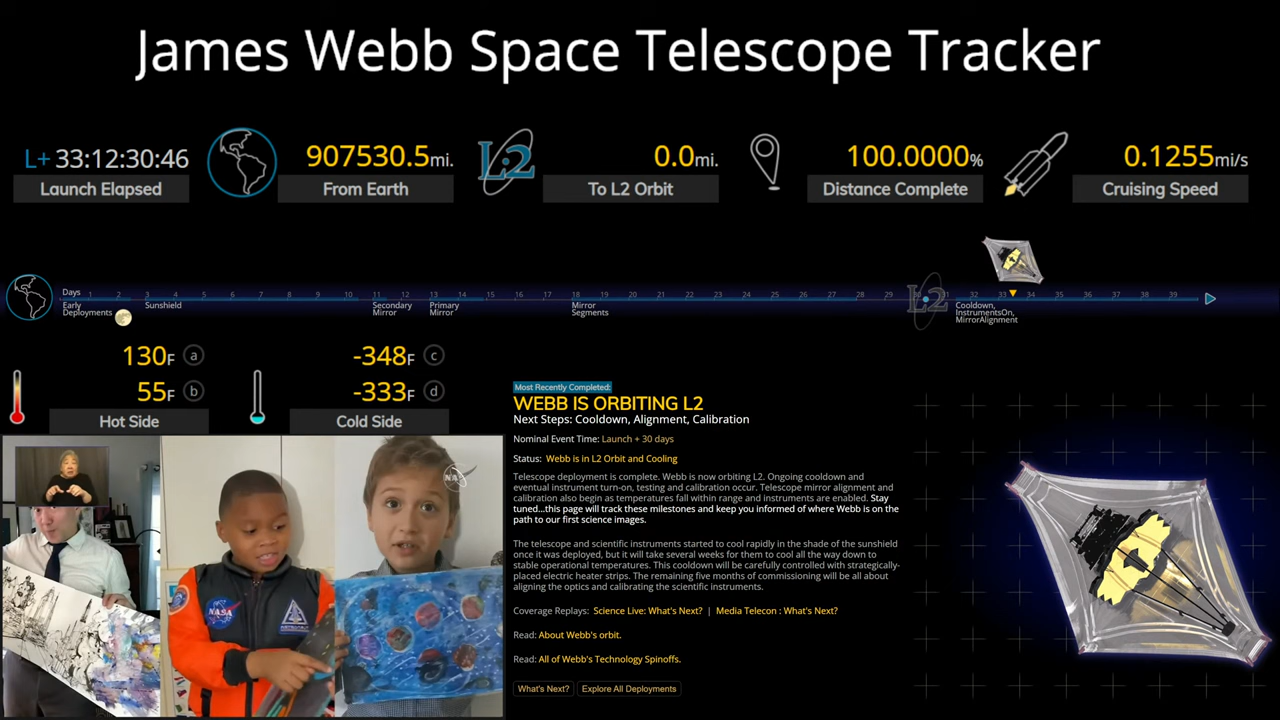 James Webb Space Telescope Tracker
L+ 33:12:30:46
Launch Elapsed
907530.5mi.
From Earth
L2
0.0mi.
To L2 Orbit
100.0000%
Distance Complete
0.1255mi/s
Cruising Speed
Days
1 2 3 4 5 6 7 8 9 10 11 12 13 14 15 16 17 18 19 20 21 22 23 24 25 26 27 28 29 30 31 32 33 34 35 36 37 38 39
Early
Deployments
Sunshield
Secondary
Mirror
Primary
Mirror
Mirror
Segments
L2
Cooldown,
InstrumentsOn,
MirrorAlignment
130F a
55F b
Hot Side
-348F c
-333F d
Cold Side
Most Recently Completed:
WEBB IS ORBITING L2
Next Steps: Cooldown, Alignment, Calibration
Nominal Event Time: Launch + 30 days
Status: Webb is in L2 Orbit and Cooling
Telescope deployment is complete. Webb is now orbiting L2. Ongoing cooldown and
eventual instrument turn-on, testing and calibration occur. Telescope mirror alignment and
calibration also begin as temperatures fall within range and instruments are enabled. Stay
tuned...this page will track these milestones and keep you informed of where Webb is on the
path to our first science images.
The telescope and scientific instruments started to cool rapidly in the shade of the sunshield
once it was deployed, but it will take several weeks for them to cool all the way down to
stable operational temperatures. This cooldown will be carefully controlled with strategically-
placed electric heater strips. The remaining five months of commissioning will be all about
aligning the optics and calibrating the scientific instruments.
Coverage Replays: Science Live: What's Next? | Media Telecon : What's Next?
Read: About Webb's orbit.
Read: All of Webb's Technology Spinoffs.
What's Next?
Explore All Deployments
NASA
NASA